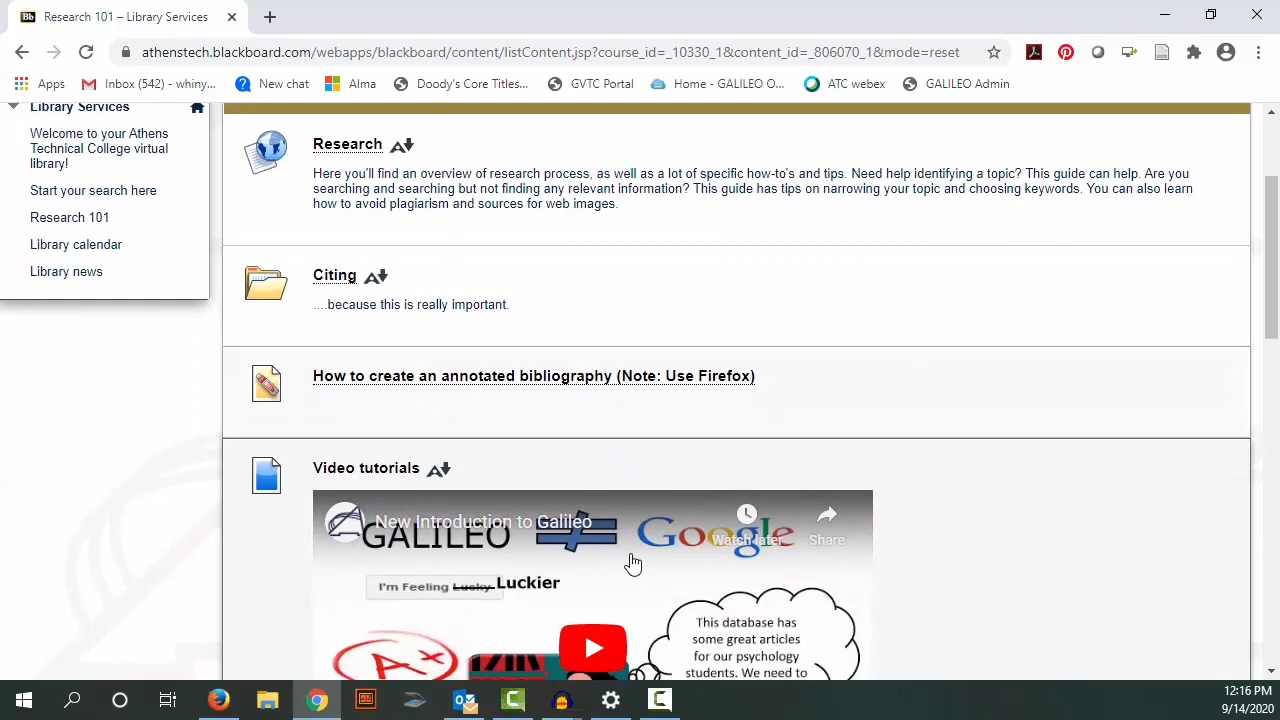 Research 101 – Library Services
athenstech.blackboard.com/webapps/blackboard/content/listContent.jsp?course_id=_10330_1&content_id=_806070_1&mode=reset
Apps
Inbox (542) - whiny...
New chat
Alma
Doody's Core Titles...
GVTC Portal
Home - GALILEO O...
ATC webex
GALILEO Admin
Library Services
Welcome to your Athens
Technical College virtual
library!
Start your search here
Research 101
Library calendar
Library news
Research
Here you'll find an overview of research process, as well as a lot of specific how-to's and tips. Need help identifying a topic? This guide can help. Are you
searching and searching but not finding any relevant information? This guide has tips on narrowing your topic and choosing keywords. You can also learn
how to avoid plagiarism and sources for web images.
Citing
....because this is really important.
How to create an annotated bibliography (Note: Use Firefox)
Video tutorials
New Introduction to Galileo
GALILEO
Google
Watch later
Share
I'm Feeling Lucky Luckier
A+
This database has
some great articles
for our psychology
students. We need to
12:16 PM
9/14/2020